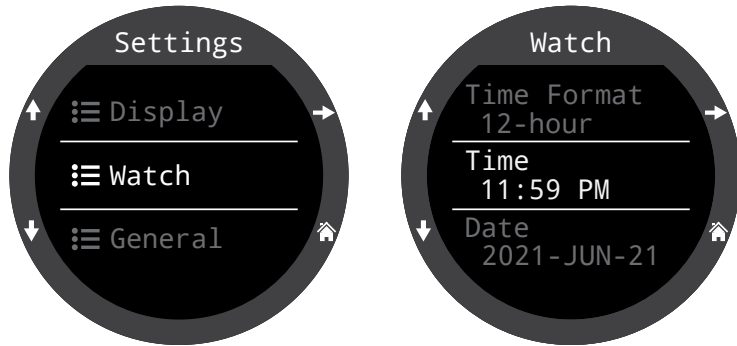 Settings
Display
Watch
General
Watch
Time Format
12-hour
Time
11:59 PM
Date
2021-JUN-21